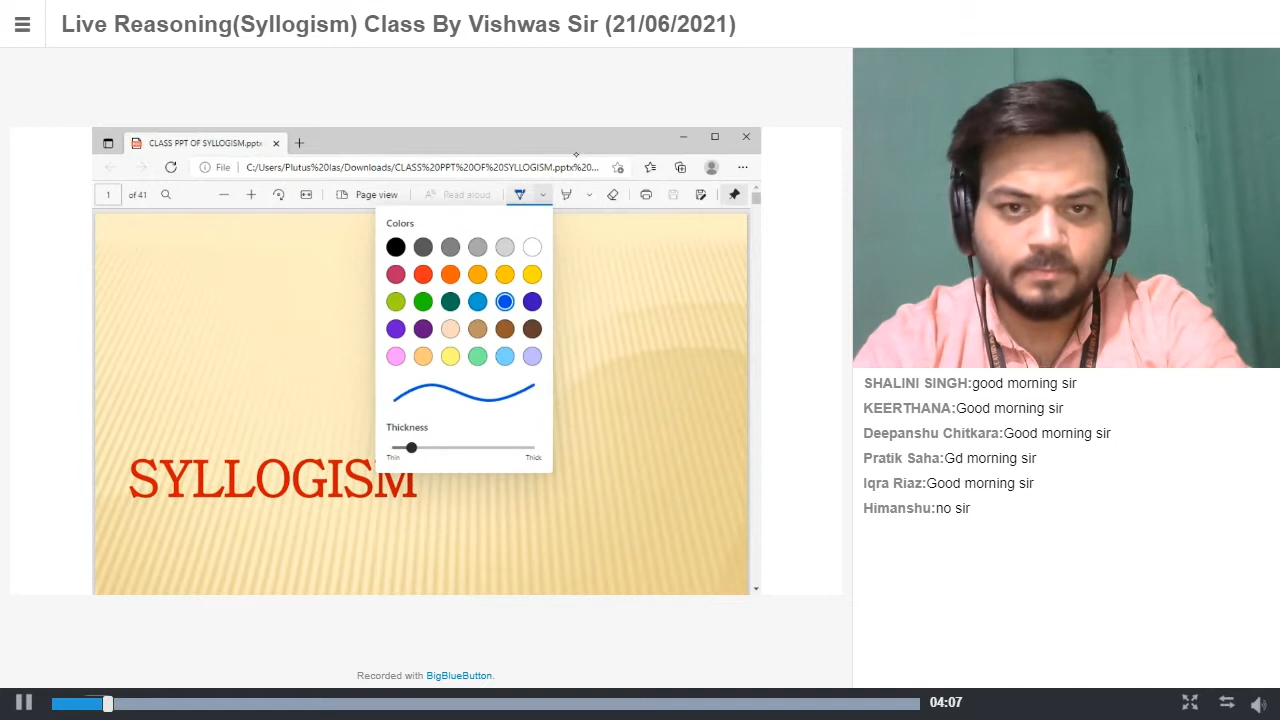 Live Reasoning(Syllogism) Class By Vishwas Sir (21/06/2021)
CLASS PPT OF SYLLOGISM.pptx
File
C:/Users/Plutus%20Ias/Downloads/CLASS%20PPT%20OF%20SYLLOGISM.pptx%20...
1 of 41
Page view
Read aloud
Colors
Thickness
Thin Thick
SYLLOGISM
SHALINI SINGH:good morning sir
KEERTHANA:Good morning sir
Deepanshu Chitkara:Good morning sir
Pratik Saha:Gd morning sir
Iqra Riaz:Good morning sir
Himanshu:no sir
Recorded with BigBlueButton.
04:07